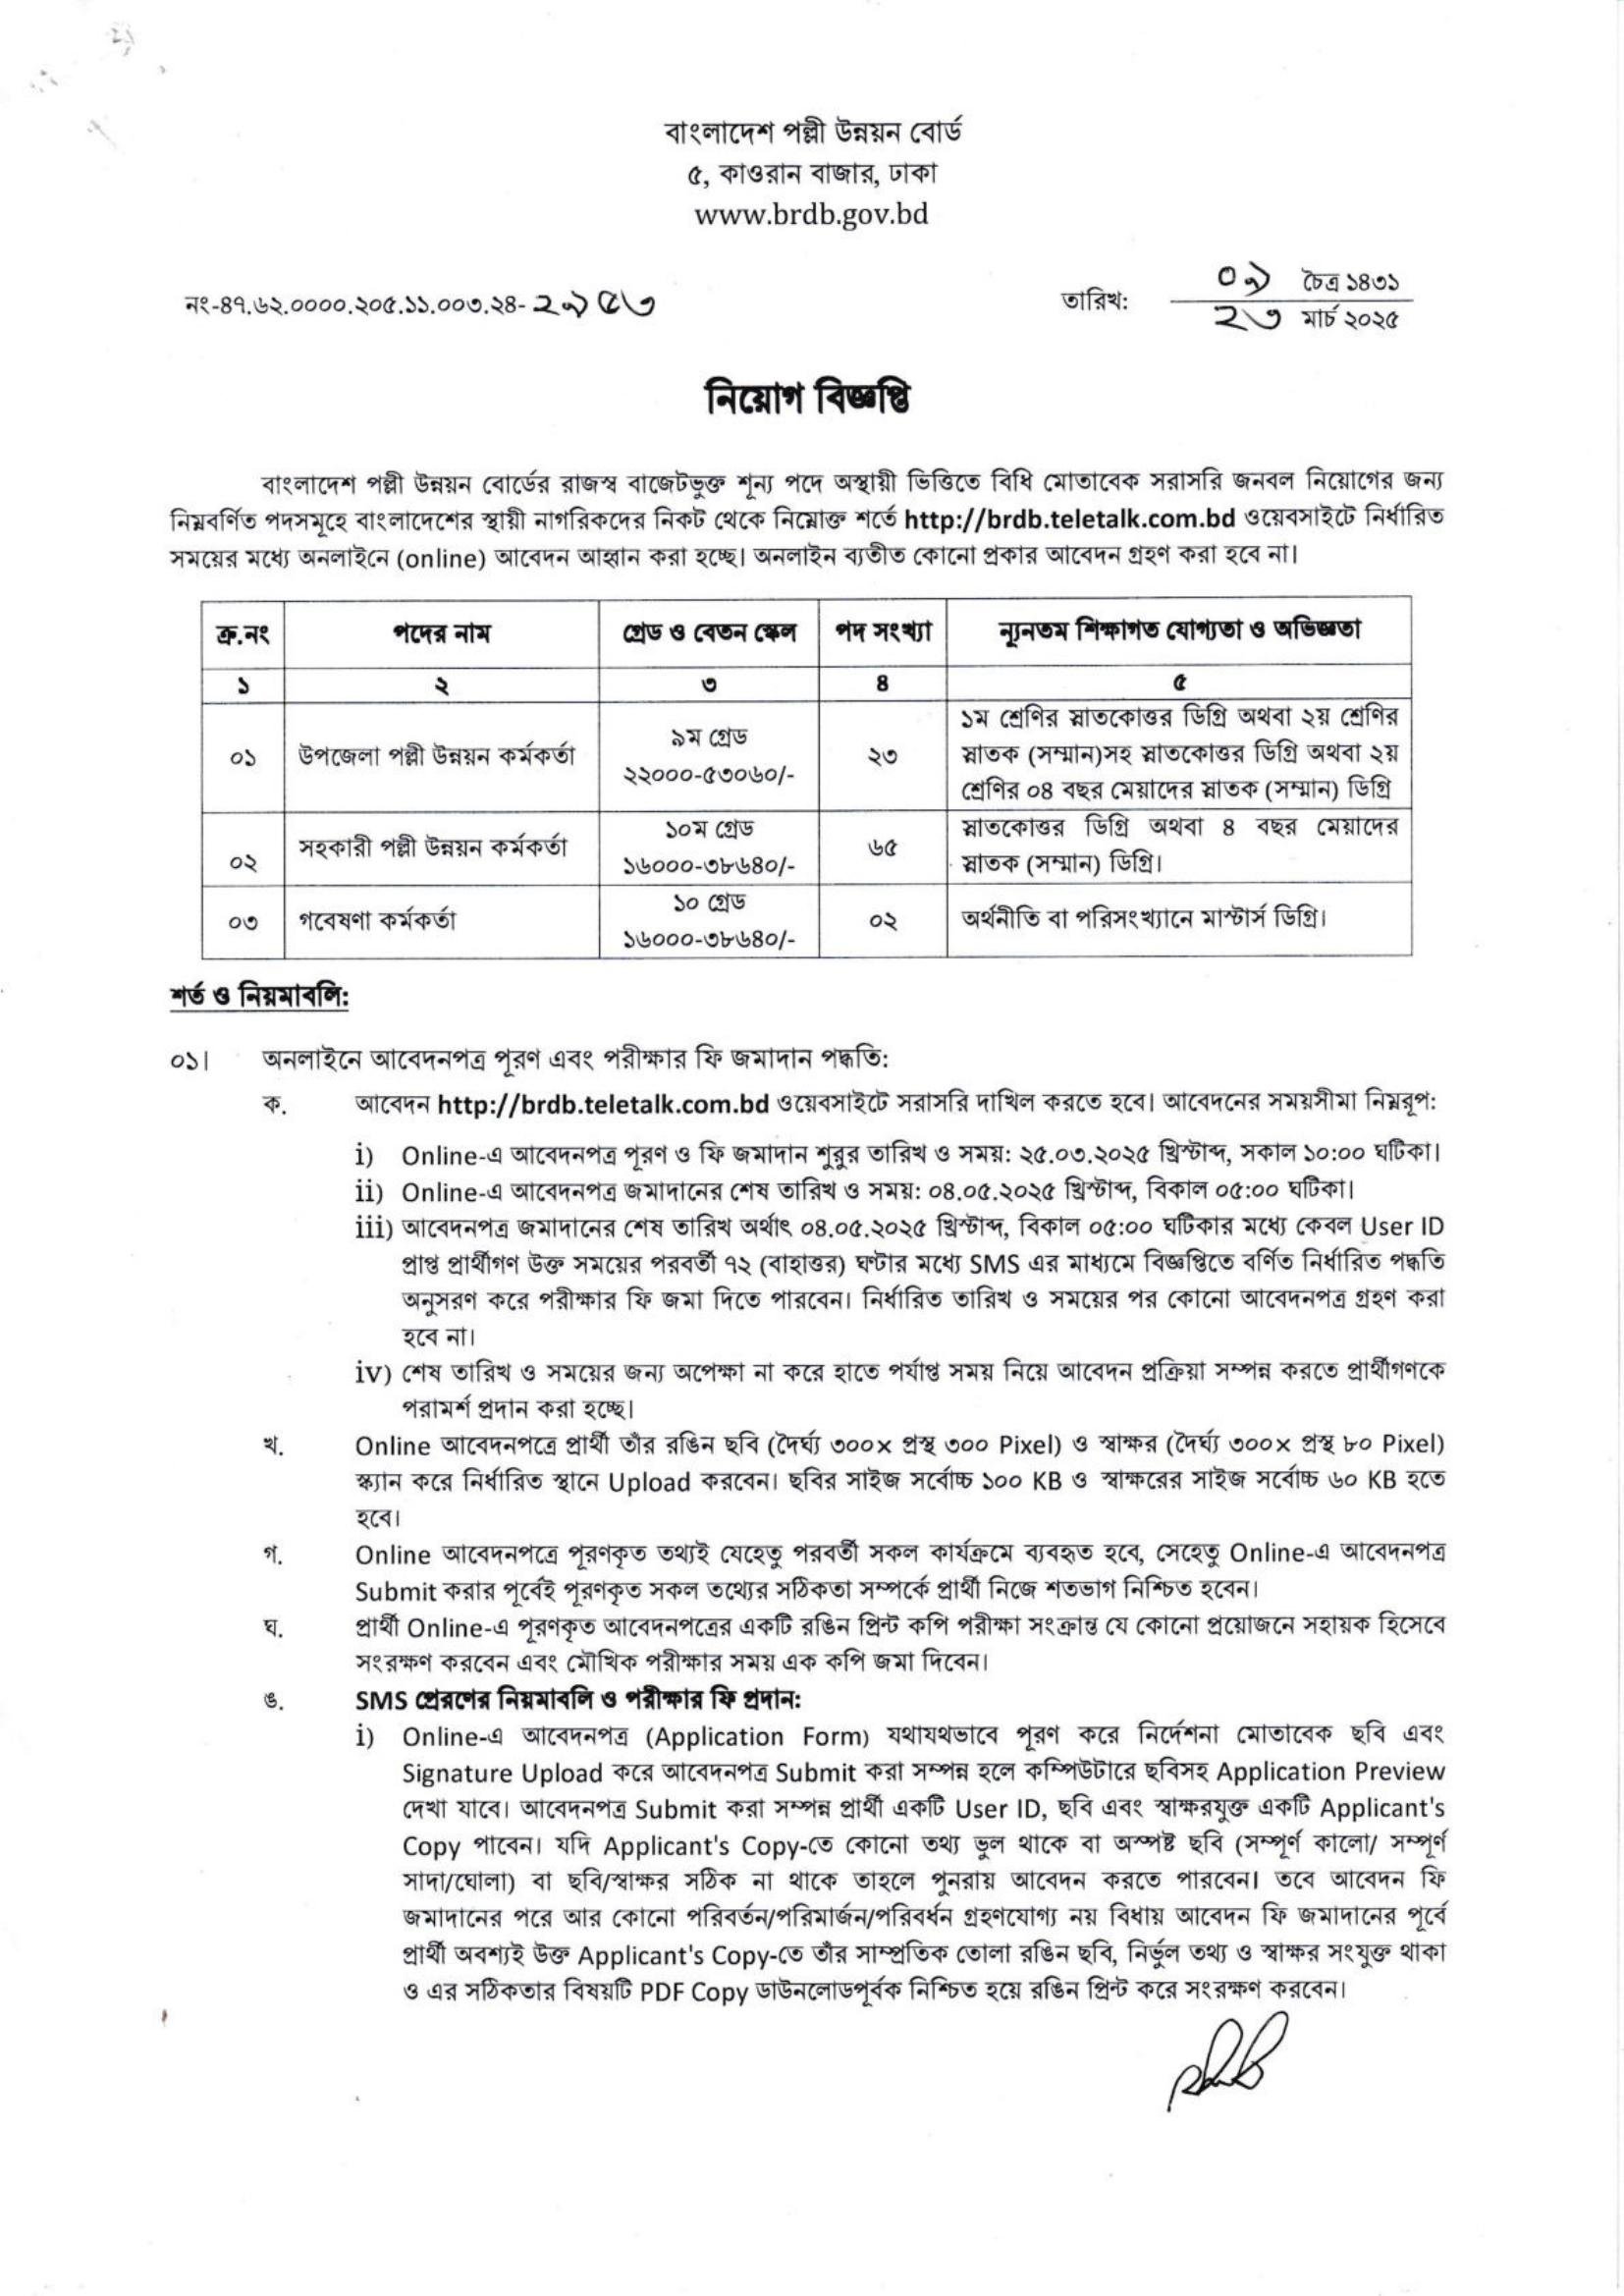 বাংলাদেশ পল্লী উন্নয়ন বোর্ড
৫, কাওরান বাজার, ঢাকা
www.brdb.gov.bd
নং-৪৭.৬২.০০০০.২০৫.১১.০০৩.২৪-২৯৫৩
তারিখ: ০৯ চৈত্র ১৪৩১
২৩ মার্চ ২০২৫
নিয়োগ বিজ্ঞপ্তি
বাংলাদেশ পল্লী উন্নয়ন বোর্ডের রাজস্ব বাজেটভুক্ত শূন্য পদে অস্থায়ী ভিত্তিতে বিধি মোতাবেক সরাসরি জনবল নিয়োগের জন্য
নিম্নবর্ণিত পদসমূহে বাংলাদেশের স্থায়ী নাগরিকদের নিকট থেকে নিম্নোক্ত শর্তে http://brdb.teletalk.com.bd ওয়েবসাইটে নির্ধারিত
সময়ের মধ্যে অনলাইনে (online) আবেদন আহ্বান করা হচ্ছে। অনলাইন ব্যতীত কোনো প্রকার আবেদন গ্রহণ করা হবে না।
ক্র.নং পদের নাম গ্রেড ও বেতন স্কেল পদ সংখ্যা ন্যূনতম শিক্ষাগত যোগ্যতা ও অভিজ্ঞতা
১ ২ ৩ ৪ ৫
০১ উপজেলা পল্লী উন্নয়ন কর্মকর্তা ৯ম গ্রেড
২২০০০-৫৩০৬০/- ২৩ ১ম শ্রেণির স্নাতকোত্তর ডিগ্রি অথবা ২য় শ্রেণির
স্নাতক (সম্মান)সহ স্নাতকোত্তর ডিগ্রি অথবা ২য়
শ্রেণির ০৪ বছর মেয়াদের স্নাতক (সম্মান) ডিগ্রি
০২ সহকারী পল্লী উন্নয়ন কর্মকর্তা ১০ম গ্রেড
১৬০০০-৩৮৬৪০/- ৬৫ স্নাতকোত্তর ডিগ্রি অথবা ৪ বছর মেয়াদের
স্নাতক (সম্মান) ডিগ্রি।
০৩ গবেষণা কর্মকর্তা ১০ গ্রেড
১৬০০০-৩৮৬৪০/- ০২ অর্থনীতি বা পরিসংখ্যানে মাস্টার্স ডিগ্রি।
শর্ত ও নিয়মাবলি:
০১। অনলাইনে আবেদনপত্র পূরণ এবং পরীক্ষার ফি জমাদান পদ্ধতি:
ক. আবেদন http://brdb.teletalk.com.bd ওয়েবসাইটে সরাসরি দাখিল করতে হবে। আবেদনের সময়সীমা নিম্নরূপ:
i) Online-এ আবেদনপত্র পূরণ ও ফি জমাদান শুরুর তারিখ ও সময়: ২৫.০৩.২০২৫ খ্রিস্টাব্দ, সকাল ১০:০০ ঘটিকা।
ii) Online-এ আবেদনপত্র জমাদানের শেষ তারিখ ও সময়: ০৪.০৫.২০২৫ খ্রিস্টাব্দ, বিকাল ০৫:০০ ঘটিকা।
iii) আবেদনপত্র জমাদানের শেষ তারিখ অর্থাৎ ০৪.০৫.২০২৫ খ্রিস্টাব্দ, বিকাল ০৫:০০ ঘটিকার মধ্যে কেবল User ID
প্রাপ্ত প্রার্থীগণ উক্ত সময়ের পরবর্তী ৭২ (বাহাত্তর) ঘণ্টার মধ্যে SMS এর মাধ্যমে বিজ্ঞপ্তিতে বর্ণিত নির্ধারিত পদ্ধতি
অনুসরণ করে পরীক্ষার ফি জমা দিতে পারবেন। নির্ধারিত তারিখ ও সময়ের পর কোনো আবেদনপত্র গ্রহণ করা
হবে না।
iv) শেষ তারিখ ও সময়ের জন্য অপেক্ষা না করে হাতে পর্যাপ্ত সময় নিয়ে আবেদন প্রক্রিয়া সম্পন্ন করতে প্রার্থীগণকে
পরামর্শ প্রদান করা হচ্ছে।
খ. Online আবেদনপত্রে প্রার্থী তাঁর রঙিন ছবি (দৈর্ঘ্য ৩০০x প্রস্থ ৩০০ Pixel) ও স্বাক্ষর (দৈর্ঘ্য ৩০০x প্রস্থ ৮০ Pixel)
স্ক্যান করে নির্ধারিত স্থানে Upload করবেন। ছবির সাইজ সর্বোচ্চ ১০০ KB ও স্বাক্ষরের সাইজ সর্বোচ্চ ৬০ KB হতে
হবে।
গ. Online আবেদনপত্রে পূরণকৃত তথ্যই যেহেতু পরবর্তী সকল কার্যক্রমে ব্যবহৃত হবে, সেহেতু Online-এ আবেদনপত্র
Submit করার পূর্বেই পূরণকৃত সকল তথ্যের সঠিকতা সম্পর্কে প্রার্থী নিজে শতভাগ নিশ্চিত হবেন।
ঘ. প্রার্থী Online-এ পূরণকৃত আবেদনপত্রের একটি রঙিন প্রিন্ট কপি পরীক্ষা সংক্রান্ত যে কোনো প্রয়োজনে সহায়ক হিসেবে
সংরক্ষণ করবেন এবং মৌখিক পরীক্ষার সময় এক কপি জমা দিবেন।
ঙ. SMS প্রেরণের নিয়মাবলি ও পরীক্ষার ফি প্রদান:
i) Online-এ আবেদনপত্র (Application Form) যথাযথভাবে পূরণ করে নির্দেশনা মোতাবেক ছবি এবং
Signature Upload করে আবেদনপত্র Submit করা সম্পন্ন হলে কম্পিউটারে ছবিসহ Application Preview
দেখা যাবে। আবেদনপত্র Submit করা সম্পন্ন প্রার্থী একটি User ID, ছবি এবং স্বাক্ষরযুক্ত একটি Applicant's
Copy পাবেন। যদি Applicant's Copy-তে কোনো তথ্য ভুল থাকে বা অস্পষ্ট ছবি (সম্পূর্ণ কালো/ সম্পূর্ণ
সাদা/ঘোলা) বা ছবি/স্বাক্ষর সঠিক না থাকে তাহলে পুনরায় আবেদন করতে পারবেন। তবে আবেদন ফি
জমাদানের পরে আর কোনো পরিবর্তন/পরিমার্জন/পরিবর্ধন গ্রহণযোগ্য নয় বিধায় আবেদন ফি জমাদানের পূর্বে
প্রার্থী অবশ্যই উক্ত Applicant's Copy-তে তাঁর সাম্প্রতিক তোলা রঙিন ছবি, নির্ভুল তথ্য ও স্বাক্ষর সংযুক্ত থাকা
ও এর সঠিকতার বিষয়টি PDF Copy ডাউনলোডপূর্বক নিশ্চিত হয়ে রঙিন প্রিন্ট করে সংরক্ষণ করবেন।